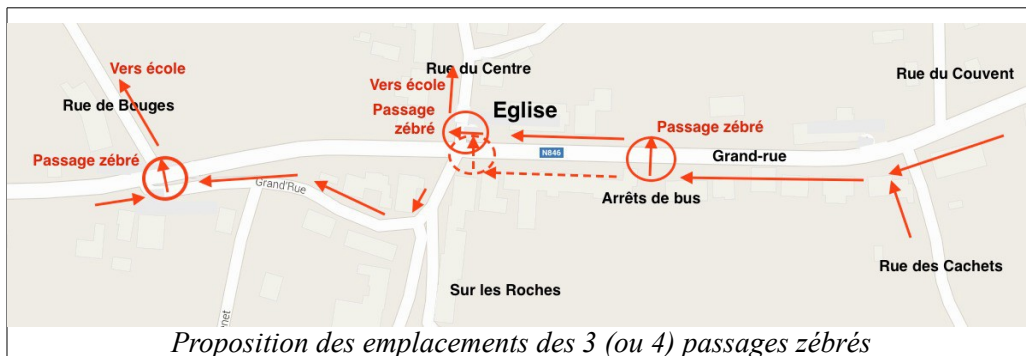 Vers école
Rue du Centre
Rue du Couvent
Vers école
Rue de Bouges
Passage
zébré
Eglise
Passage zébré
Passage zébré
N846
Grand-rue
Grand'Rue
Arrêts de bus
Rue des Cachets
Sur les Roches
Proposition des emplacements des 3 (ou 4) passages zébrés